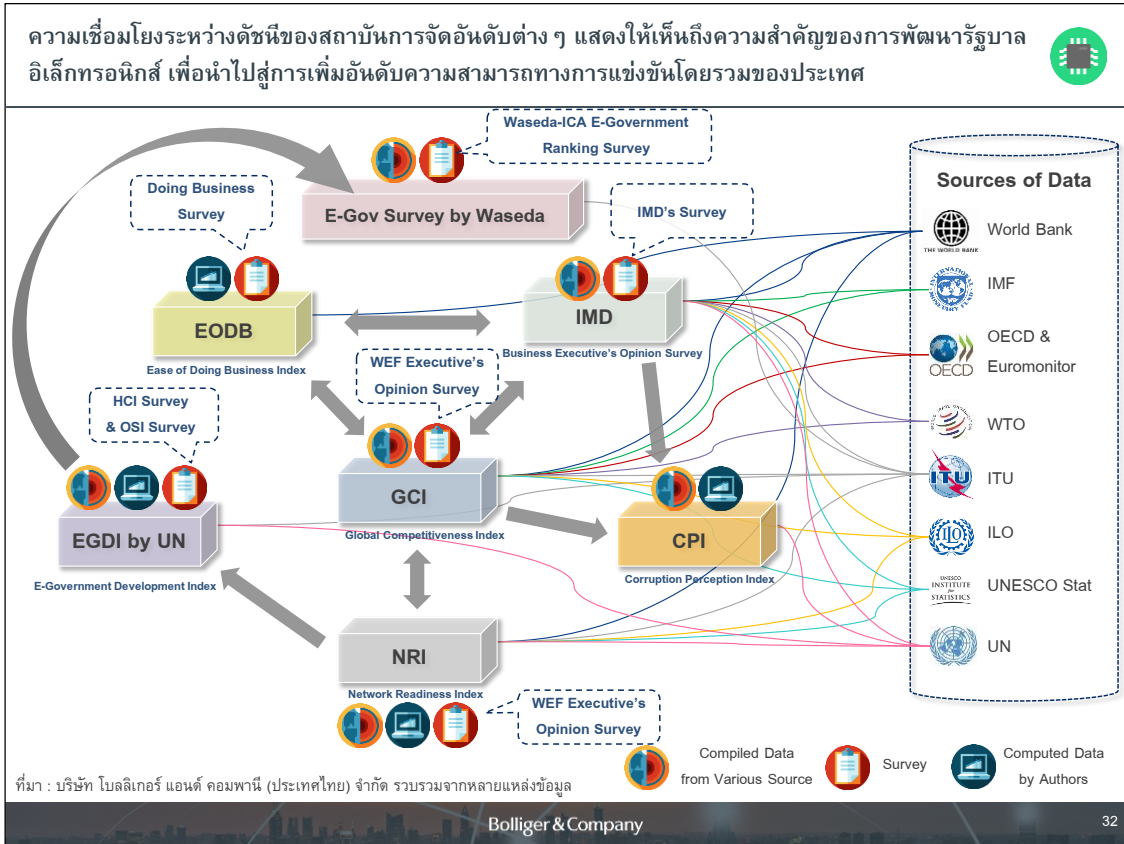 ความเชื่อมโยงระหว่างดัชนีของสถาบันการจัดอันดับต่าง ๆ แสดงให้เห็นถึงความสำคัญของการพัฒนารัฐบาล
อิเล็กทรอนิกส์ เพื่อนำไปสู่การเพิ่มอันดับความสามารถทางการแข่งขันโดยรวมของประเทศ
Waseda-ICA E-Government
Ranking Survey
E-Gov Survey by Waseda
Doing Business
Survey
EODB
Ease of Doing Business Index
IMD's Survey
IMD
Business Executive's Opinion Survey
WEF Executive's
Opinion Survey
GCI
Global Competitiveness Index
HCI Survey
& OSI Survey
EGDI by UN
E-Government Development Index
CPI
Corruption Perception Index
NRI
Network Readiness Index
WEF Executive's
Opinion Survey
Sources of Data
THE WORLD BANK
World Bank
INTERNATIONAL
MONETARY FUND
IMF
OECD
OECD &
Euromonitor
WTO
ITU
ITU
ILO
ILO
UNESCO
INSTITUTE
for
STATISTICS
UNESCO Stat
UN
Compiled Data
from Various Source
Survey
Computed Data
by Authors
ที่มา : บริษัท โบลลิเกอร์ แอนด์ คอมพานี (ประเทศไทย) จำกัด รวบรวมจากหลายแหล่งข้อมูล
Bolliger & Company
32